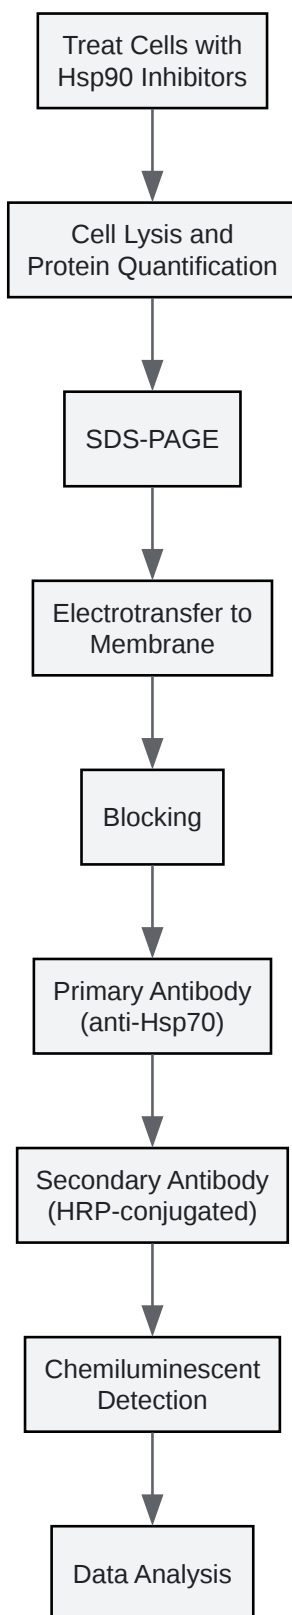 Treat Cells with
Hsp90 Inhibitors
Cell Lysis and
Protein Quantification
SDS-PAGE
Electrotransfer to
Membrane
Blocking
Primary Antibody
(anti-Hsp70)
Secondary Antibody
(HRP-conjugated)
Chemiluminescent
Detection
Data Analysis